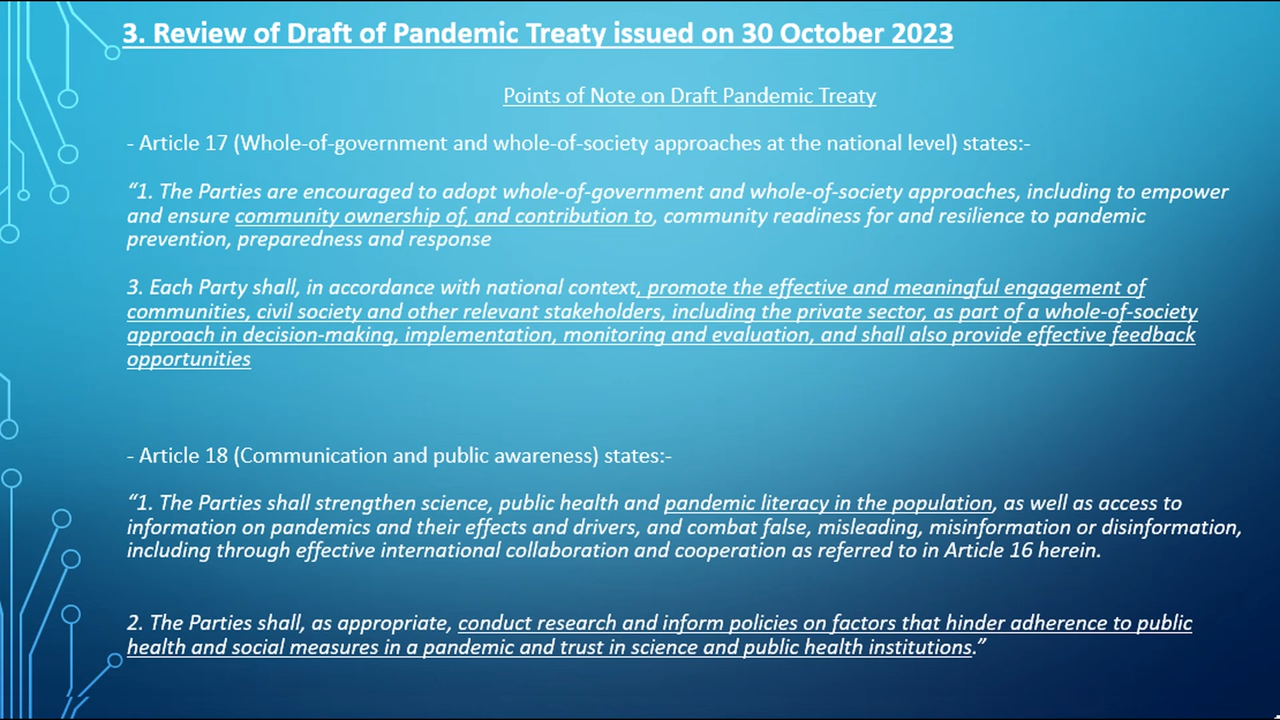 3. Review of Draft of Pandemic Treaty issued on 30 October 2023
Points of Note on Draft Pandemic Treaty
- Article 17 (Whole-of-government and whole-of-society approaches at the national level) states:-
“1. The Parties are encouraged to adopt whole-of-government and whole-of-society approaches, including to empower
and ensure community ownership of, and contribution to, community readiness for and resilience to pandemic
prevention, preparedness and response
3. Each Party shall, in accordance with national context, promote the effective and meaningful engagement of
communities, civil society and other relevant stakeholders, including the private sector, as part of a whole-of-society
approach in decision-making, implementation, monitoring and evaluation, and shall also provide effective feedback
opportunities
- Article 18 (Communication and public awareness) states:-
“1. The Parties shall strengthen science, public health and pandemic literacy in the population, as well as access to
information on pandemics and their effects and drivers, and combat false, misleading, misinformation or disinformation,
including through effective international collaboration and cooperation as referred to in Article 16 herein.
2. The Parties shall, as appropriate, conduct research and inform policies on factors that hinder adherence to public
health and social measures in a pandemic and trust in science and public health institutions.”